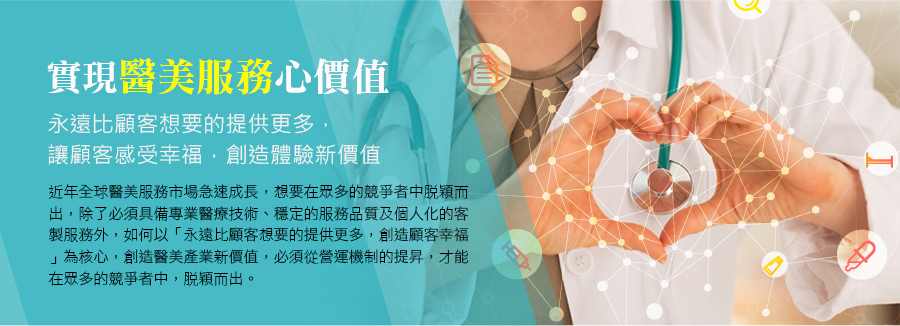 實現醫美服務心價值
永遠比顧客想要的提供更多，
讓顧客感受幸福，創造體驗新價值
近年全球醫美服務市場急速成長，想要在眾多的競爭者中脫穎而
出，除了必須具備專業醫療技術、穩定的服務品質及個人化的客
製服務外，如何以「永遠比顧客想要的提供更多，創造顧客幸福
」為核心，創造醫美產業新價值，必須從營運機制的提昇，才能
在眾多的競爭者中，脫穎而出。